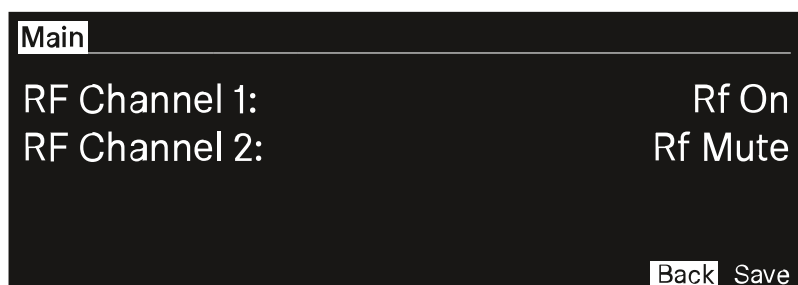 Main
RF Channel 1: Rf On
RF Channel 2: Rf Mute
Back Save